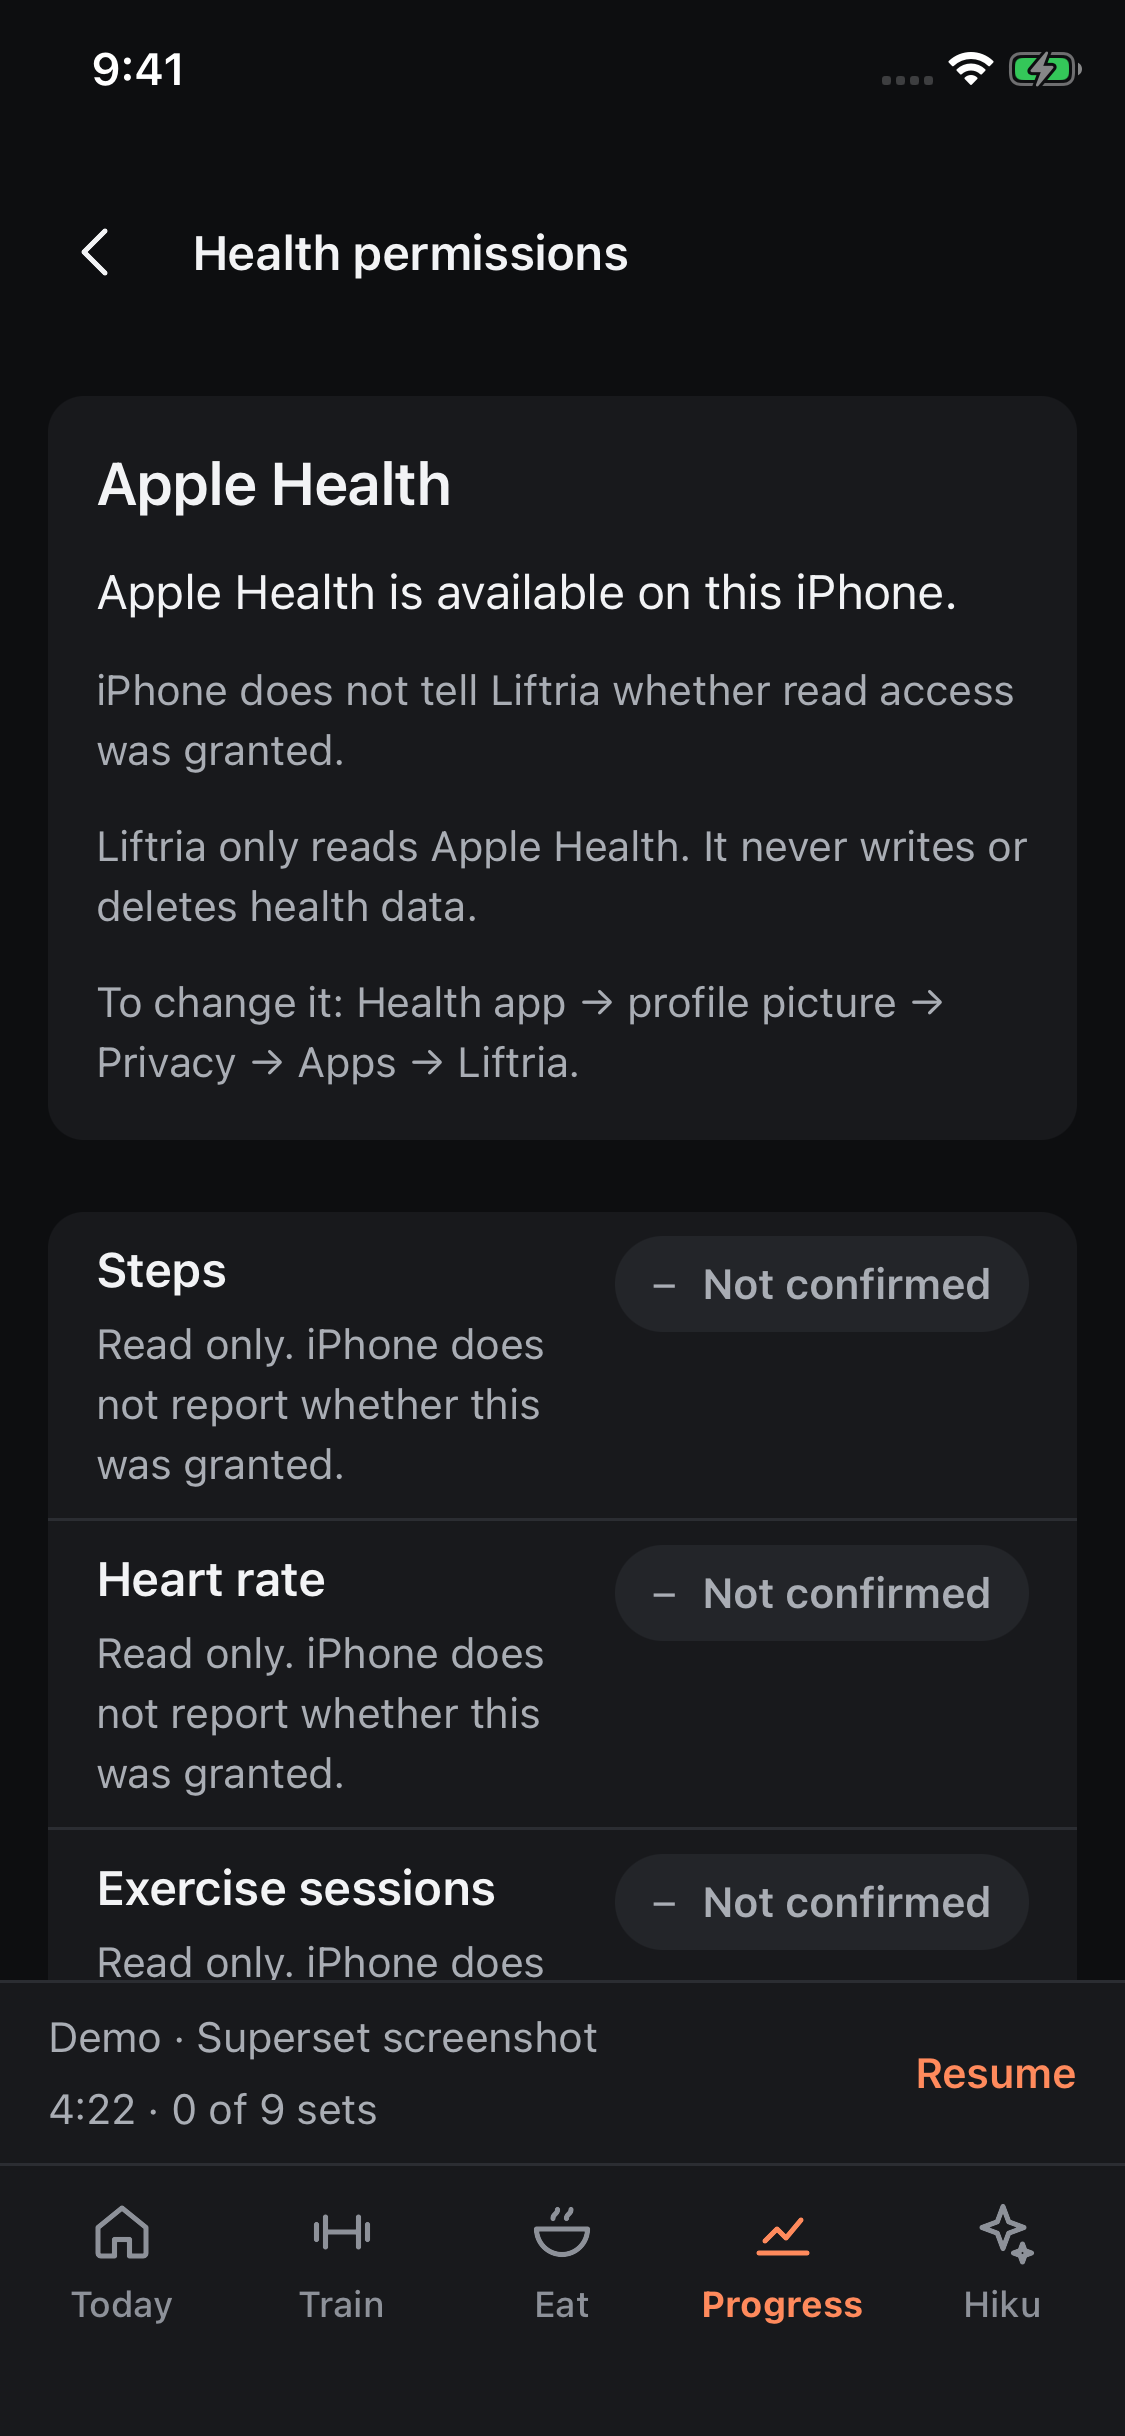 9:41
Health permissions
Apple Health
Apple Health is available on this iPhone.
iPhone does not tell Liftria whether read access
was granted.
Liftria only reads Apple Health. It never writes or
deletes health data.
To change it: Health app → profile picture →
Privacy → Apps → Liftria.
Steps
– Not confirmed
Read only. iPhone does
not report whether this
was granted.
Heart rate
– Not confirmed
Read only. iPhone does
not report whether this
was granted.
Exercise sessions
– Not confirmed
Read only. iPhone does
Demo · Superset screenshot
4:22 · 0 of 9 sets
Resume
Today
Train
Eat
Progress
Hiku